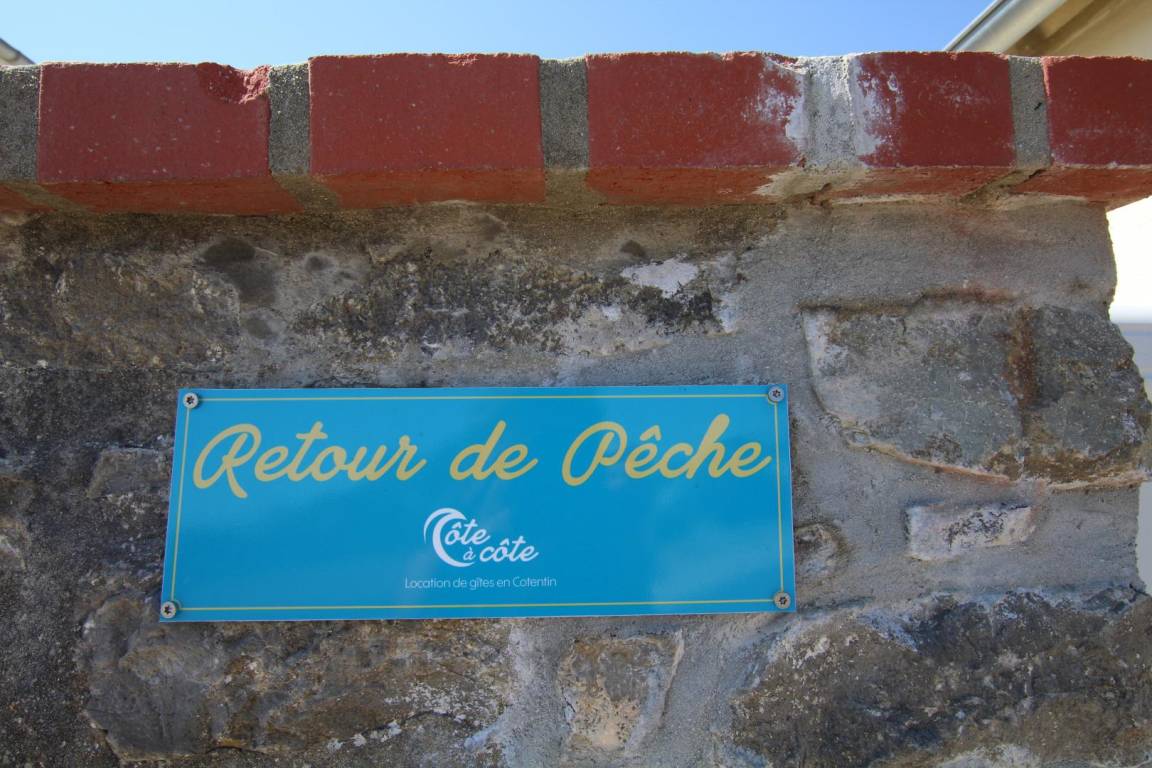 Retour de Pêche
Côte
à côte
Location de gîtes en Cotentin